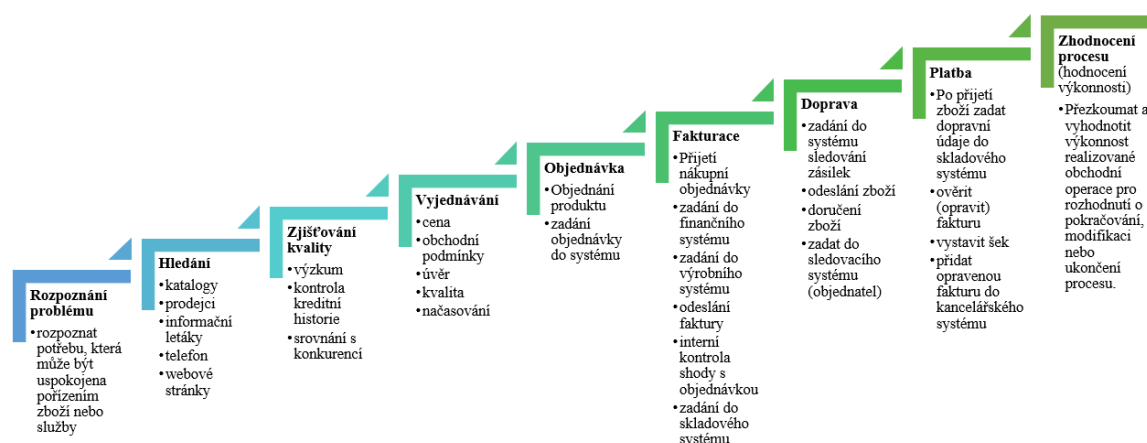 Rozpoznání
problému
•rozpoznat
potřebu, která
může být
uspokojena
pořízením
zboží nebo
služby
Hledání
•katalogy
•prodejci
•informační
letáky
•telefon
•webové
stránky
Zjišťování
kvality
•výzkum
•kontrola
kreditní
historie
•srovnání s
konkurencí
Vyjednávání
•cena
•obchodní
podmínky
•úvěr
•kvalita
•načasování
Objednávka
•Objednání
produktu
•zadání
objednávky
do systému
Fakturace
•Přijetí
nákupní
objednávky
•zadání do
finančního
systému
•zadání do
výrobního
systému
•odeslání
faktury
•interní
kontrola
shody s
objednávkou
•zadání do
skladového
systému
Doprava
•zadání do
systému
sledování
zásilek
•odeslání zboží
•doručení
zboží
•zadat do
sledovacího
systému
(objednatel)
Platba
•Po přijetí
zboží zadat
dopravní
údaje do
skladového
systému
•ověřit
(opravit)
fakturu
•vystavit šek
•přidat
opravenou
fakturu do
kancelářského
systému
Zhodnocení
procesu
(hodnocení
výkonnosti)
•Přezkoumat a
vyhodnotit
výkonnost
realizované
obchodní
operace pro
rozhodnutí o
pokračování,
modifikaci
nebo
ukončení
procesu.